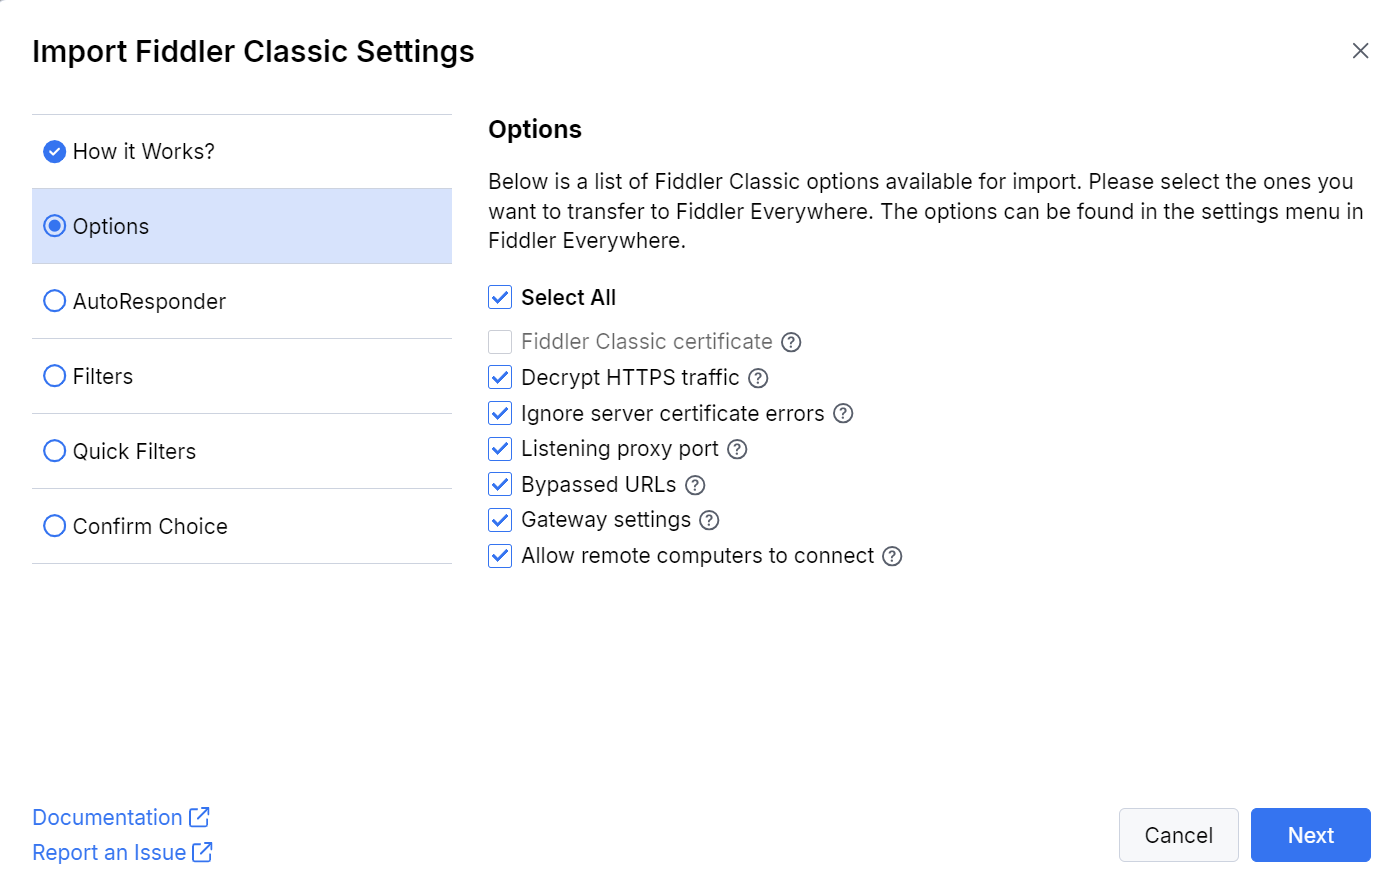 Import Fiddler Classic Settings
How it Works?
Options
AutoResponder
Filters
Quick Filters
Confirm Choice
Options
Below is a list of Fiddler Classic options available for import. Please select the ones you
want to transfer to Fiddler Everywhere. The options can be found in the settings menu in
Fiddler Everywhere.
Select All
Fiddler Classic certificate
Decrypt HTTPS traffic
Ignore server certificate errors
Listening proxy port
Bypassed URLs
Gateway settings
Allow remote computers to connect
Documentation
Report an Issue
Cancel
Next